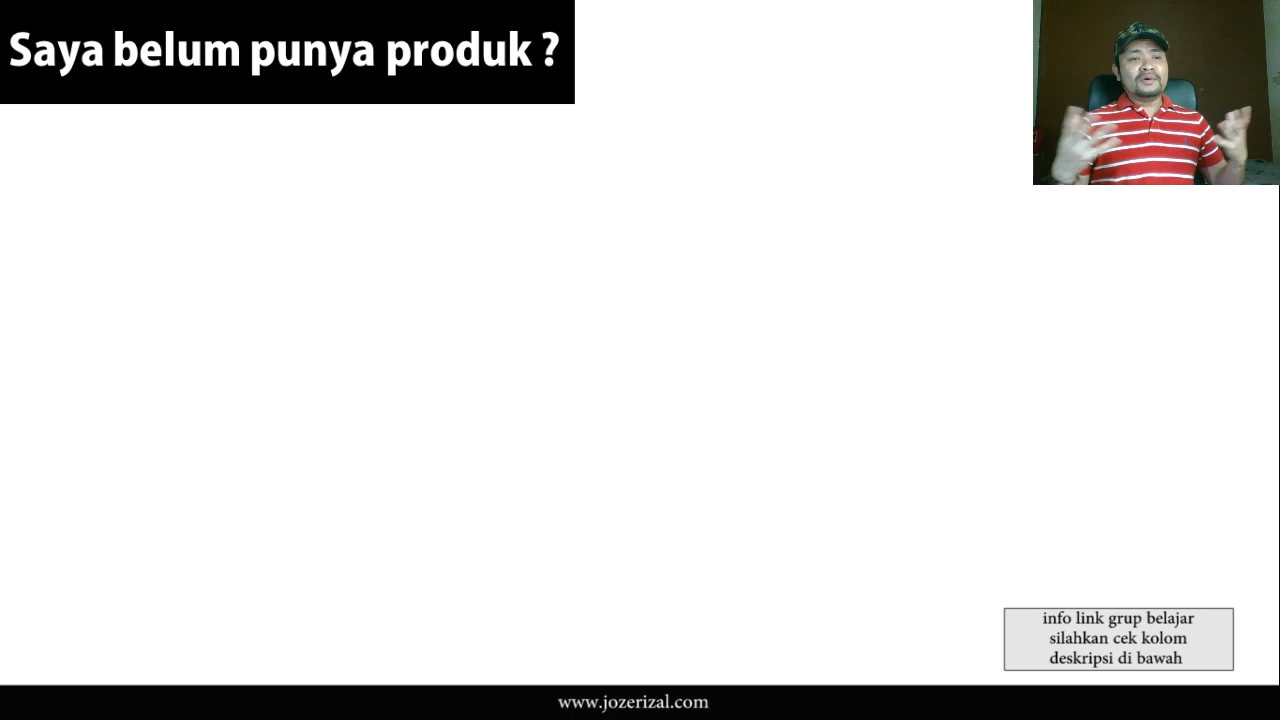 Saya belum punya produk ?
info link grup belajar
silahkan cek kolom
deskripsi di bawah
www.jozerizal.com